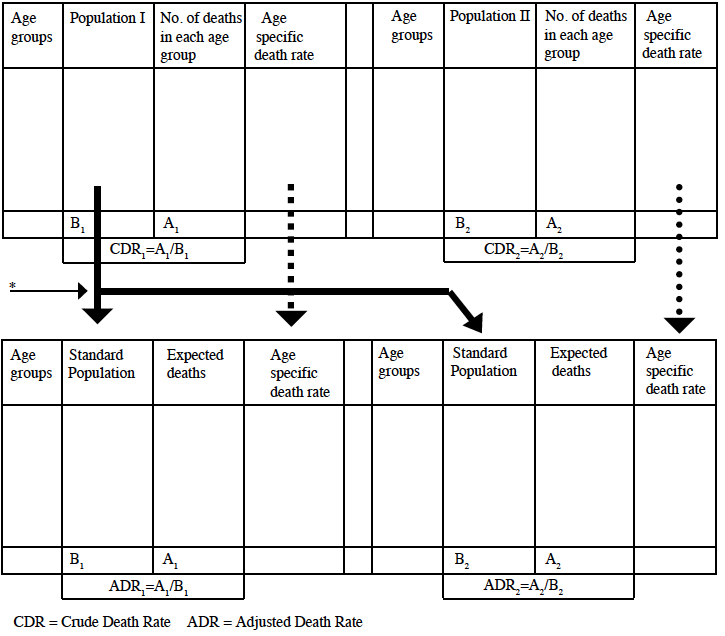 Age groups
Population I
No. of deaths in each age group
Age specific death rate
Age groups
Population II
No. of deaths in each age group
Age specific death rate
B1
A1
B2
A2
CDR1=A1/B1
CDR2=A2/B2
*
Age groups
Standard Population
Expected deaths
Age specific death rate
Age groups
Standard Population
Expected deaths
Age specific death rate
B1
A1
B2
A2
ADR1=A1/B1
ADR2=A2/B2
CDR = Crude Death Rate ADR = Adjusted Death Rate